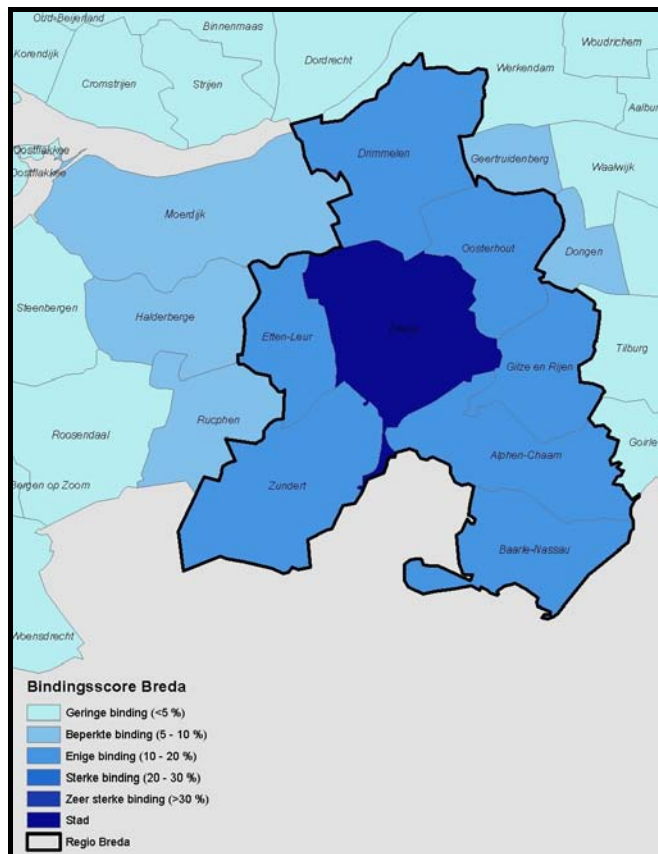 Oud-Beijerland
Binnenmaas
Korendijk
Cromstrijen
Strijen
Dordrecht
Woudrichem
Werkendam
Aalbur
Oostflakkee
Oostflakkee
Drimmelen
Geertruidenberg
Waalwijk
Moerdijk
Oosterhout
Dongen
Steenbergen
Halderberge
Etten-Leur
Breda
Tilburg
Gilze en Rijen
Roosendaal
Rucphen
Goirle
Alphen-Chaam
Bergen op Zoom
Zundert
Baarle-Nassau
Woensdrecht
Bindingsscore Breda
Geringe binding (<5 %)
Beperkte binding (5 - 10 %)
Enige binding (10 - 20 %)
Sterke binding (20 - 30 %)
Zeer sterke binding (>30 %)
Stad
Regio Breda